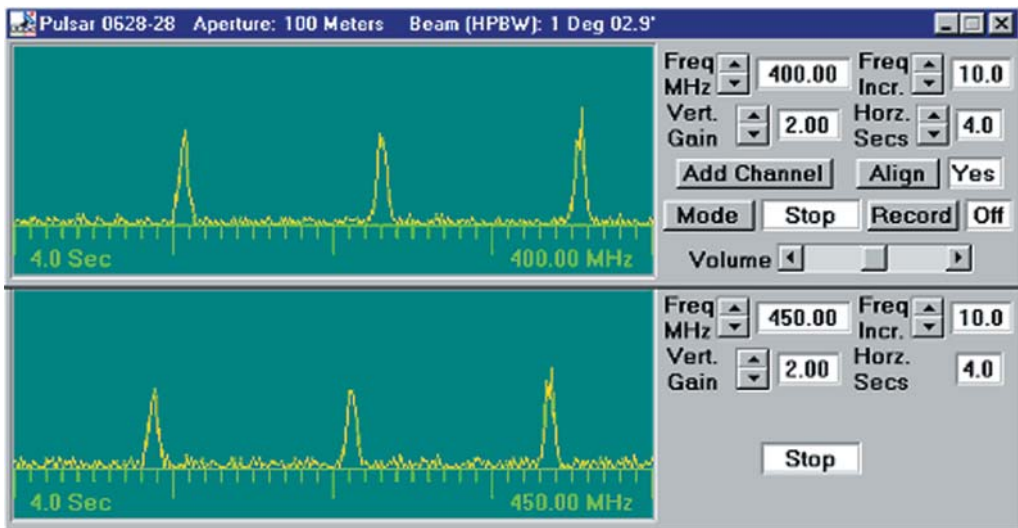 Pulsar 0628-28 Aperture: 100 Meters Beam (HPBW): 1 Deg 02.9'
4.0 Sec 400.00 MHz
Freq MHz 400.00 Freq Incr. 10.0
Vert. Gain 2.00 Horz. Secs 4.0
Add Channel Align Yes
Mode Stop Record Off
Volume
4.0 Sec 450.00 MHz
Freq MHz 450.00 Freq Incr. 10.0
Vert. Gain 2.00 Horz. Secs 4.0
Stop